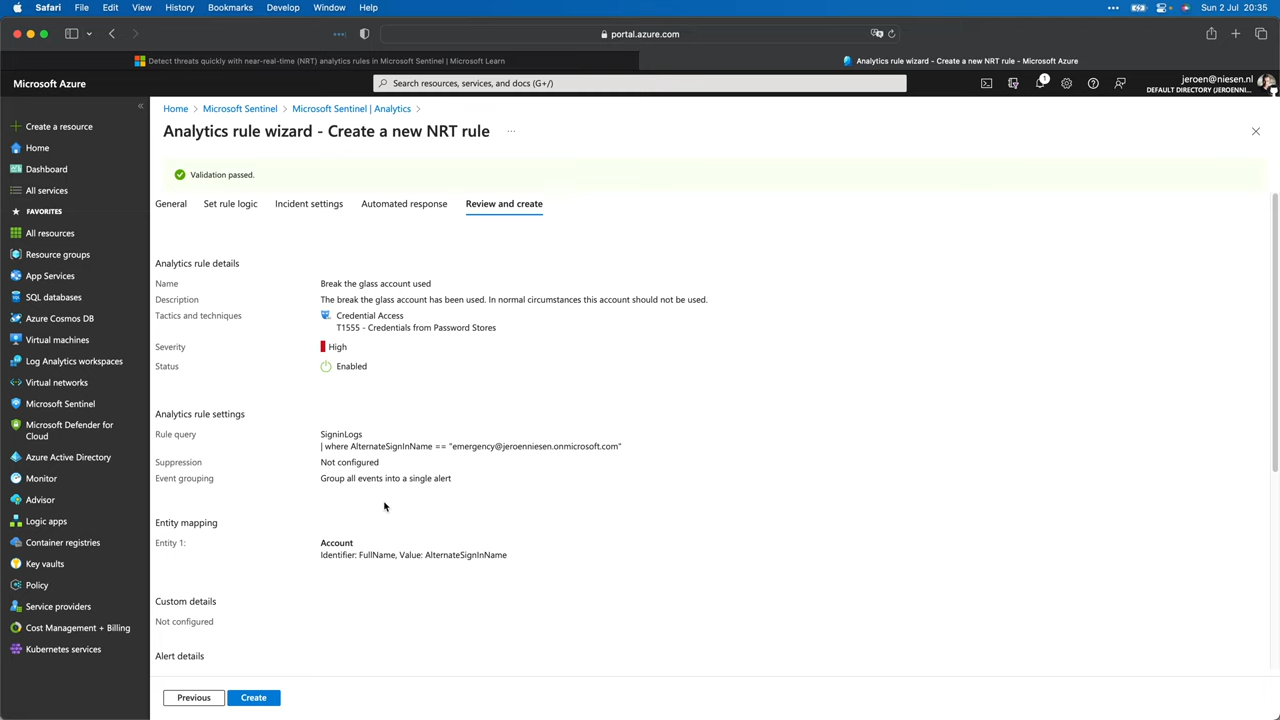 Safari File Edit View History Bookmarks Develop Window Help Sun 2 Jul 20:35
portal.azure.com
Detect threats quickly with near-real-time (NRT) analytics rules in Microsoft Sentinel | Microsoft Learn
Analytics rule wizard - Create a new NRT rule - Microsoft Azure
Microsoft Azure
Search resources, services, and docs (G+/)
1
jeroen@niesen.nl
DEFAULT DIRECTORY (JEROENNI...
Home > Microsoft Sentinel > Microsoft Sentinel | Analytics >
Analytics rule wizard - Create a new NRT rule ...
Validation passed.
General Set rule logic Incident settings Automated response Review and create
Create a resource
Home
Dashboard
All services
FAVORITES
All resources
Resource groups
App Services
SQL databases
Azure Cosmos DB
Virtual machines
Log Analytics workspaces
Virtual networks
Microsoft Sentinel
Microsoft Defender for
Cloud
Azure Active Directory
Monitor
Advisor
Logic apps
Container registries
Key vaults
Policy
Service providers
Cost Management + Billing
Kubernetes services
Analytics rule details
Name Break the glass account used
Description The break the glass account has been used. In normal circumstances this account should not be used.
Tactics and techniques Credential Access
T1555 - Credentials from Password Stores
Severity High
Status Enabled
Analytics rule settings
Rule query SigninLogs
| where AlternateSignInName == "emergency@jeroenniesen.onmicrosoft.com"
Suppression Not configured
Event grouping Group all events into a single alert
Entity mapping
Entity 1: Account
Identifier: FullName, Value: AlternateSignInName
Custom details
Not configured
Alert details
Previous Create